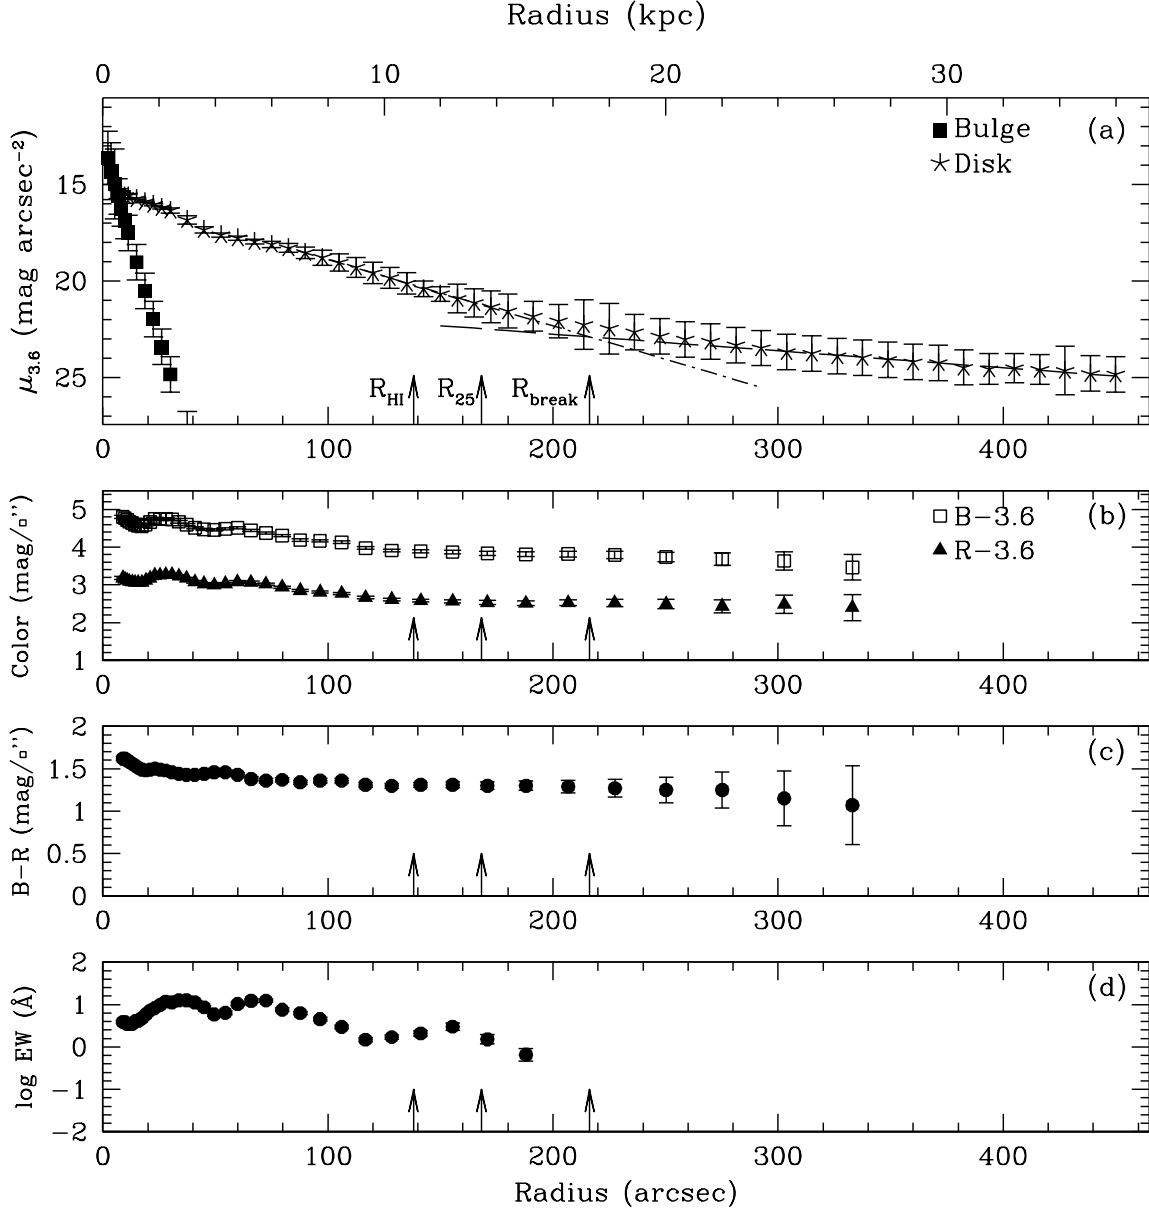 Radius (kpc)
0 10 20 30
μ3.6 (mag arcsec−2)
15
20
25
■ Bulge
Disk
(a)
RHI R25 Rbreak
0 100 200 300 400
Color (mag/▫”)
5
4
3
2
1
B−3.6
R−3.6
(b)
0 100 200 300 400
B−R (mag/▫”)
2
1.5
1
0.5
0
(c)
0 100 200 300 400
log EW (Å)
2
1
0
−1
−2
(d)
0 100 200 300 400
Radius (arcsec)